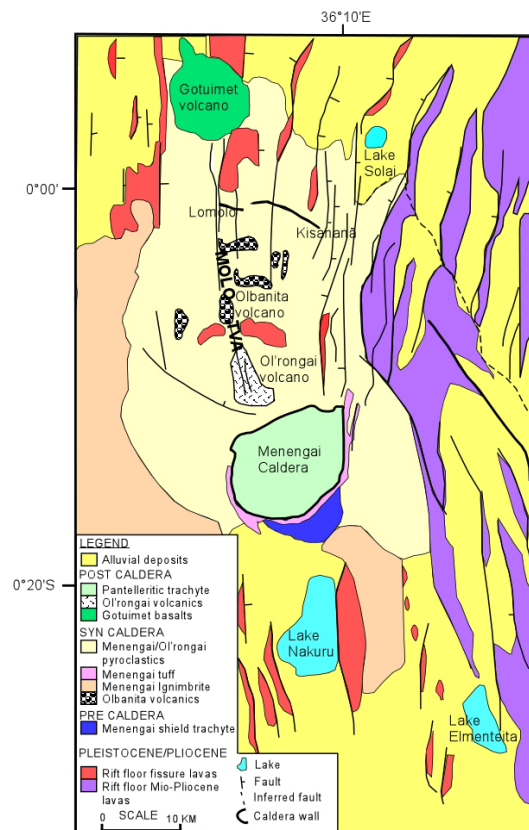 36°10'E
Gotuimet
volcano
Lake
Solai
0°00'
Lomolo
Kisanana
MOLO TVA
Olbanita
volcano
Ol'rongai
volcano
Menengai
Caldera
0°20'S
Lake
Nakuru
Lake
Elmenteita
LEGEND
Alluvial deposits
POST CALDERA
Pantelleritic trachyte
Ol'rongai volcanics
Gotuimet basalts
SYN CALDERA
Menengai/Ol'rongai
pyroclastics
Menengai tuff
Menengai Ignimbrite
Olbanita volcanics
PRE CALDERA
Menengai shield trachyte
PLEISTOCENE/PLIOCENE
Rift floor fissure lavas
Rift floor Mio-Pliocene
lavas
SCALE
0 10 KM
Lake
Fault
Inferred fault
Caldera wall